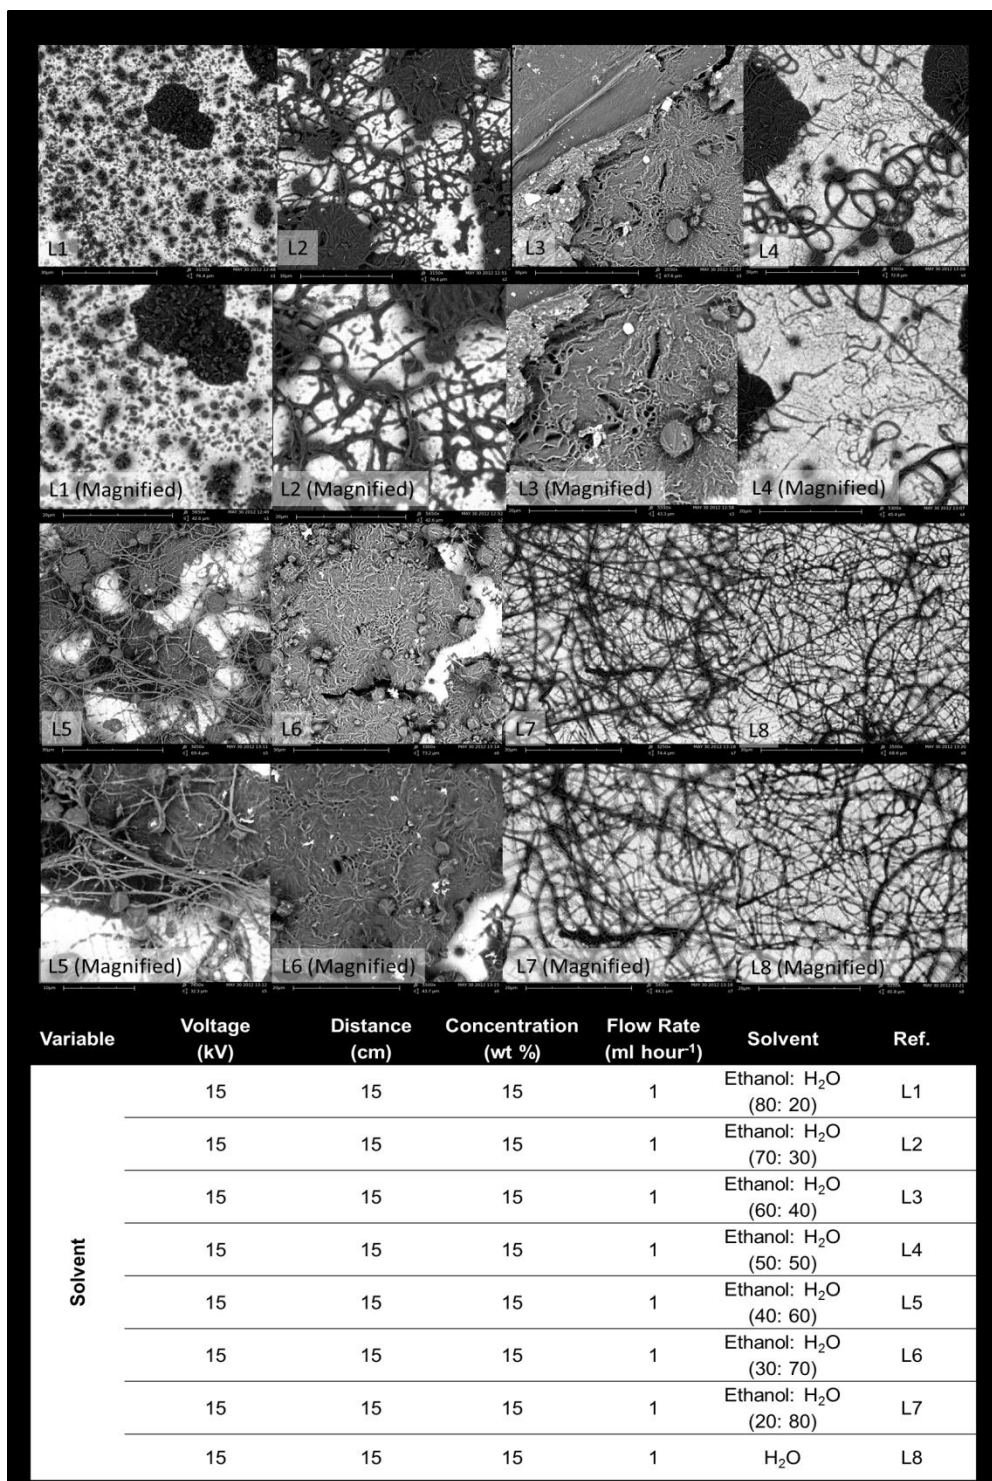 L1
L2
L3
L4
L1 (Magnified)
L2 (Magnified)
L3 (Magnified)
L4 (Magnified)
L5
L6
L7
L8
L5 (Magnified)
L6 (Magnified)
L7 (Magnified)
L8 (Magnified)
Variable Voltage (kV) Distance (cm) Concentration (wt %) Flow Rate (ml hour⁻¹) Solvent Ref.
Solvent
15 15 15 1 Ethanol: H₂O (80: 20) L1
15 15 15 1 Ethanol: H₂O (70: 30) L2
15 15 15 1 Ethanol: H₂O (60: 40) L3
15 15 15 1 Ethanol: H₂O (50: 50) L4
15 15 15 1 Ethanol: H₂O (40: 60) L5
15 15 15 1 Ethanol: H₂O (30: 70) L6
15 15 15 1 Ethanol: H₂O (20: 80) L7
15 15 15 1 H₂O L8